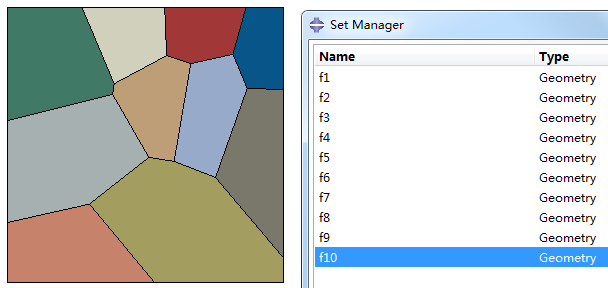 Set Manager
Name Type
f1 Geometry
f2 Geometry
f3 Geometry
f4 Geometry
f5 Geometry
f6 Geometry
f7 Geometry
f8 Geometry
f9 Geometry
f10 Geometry